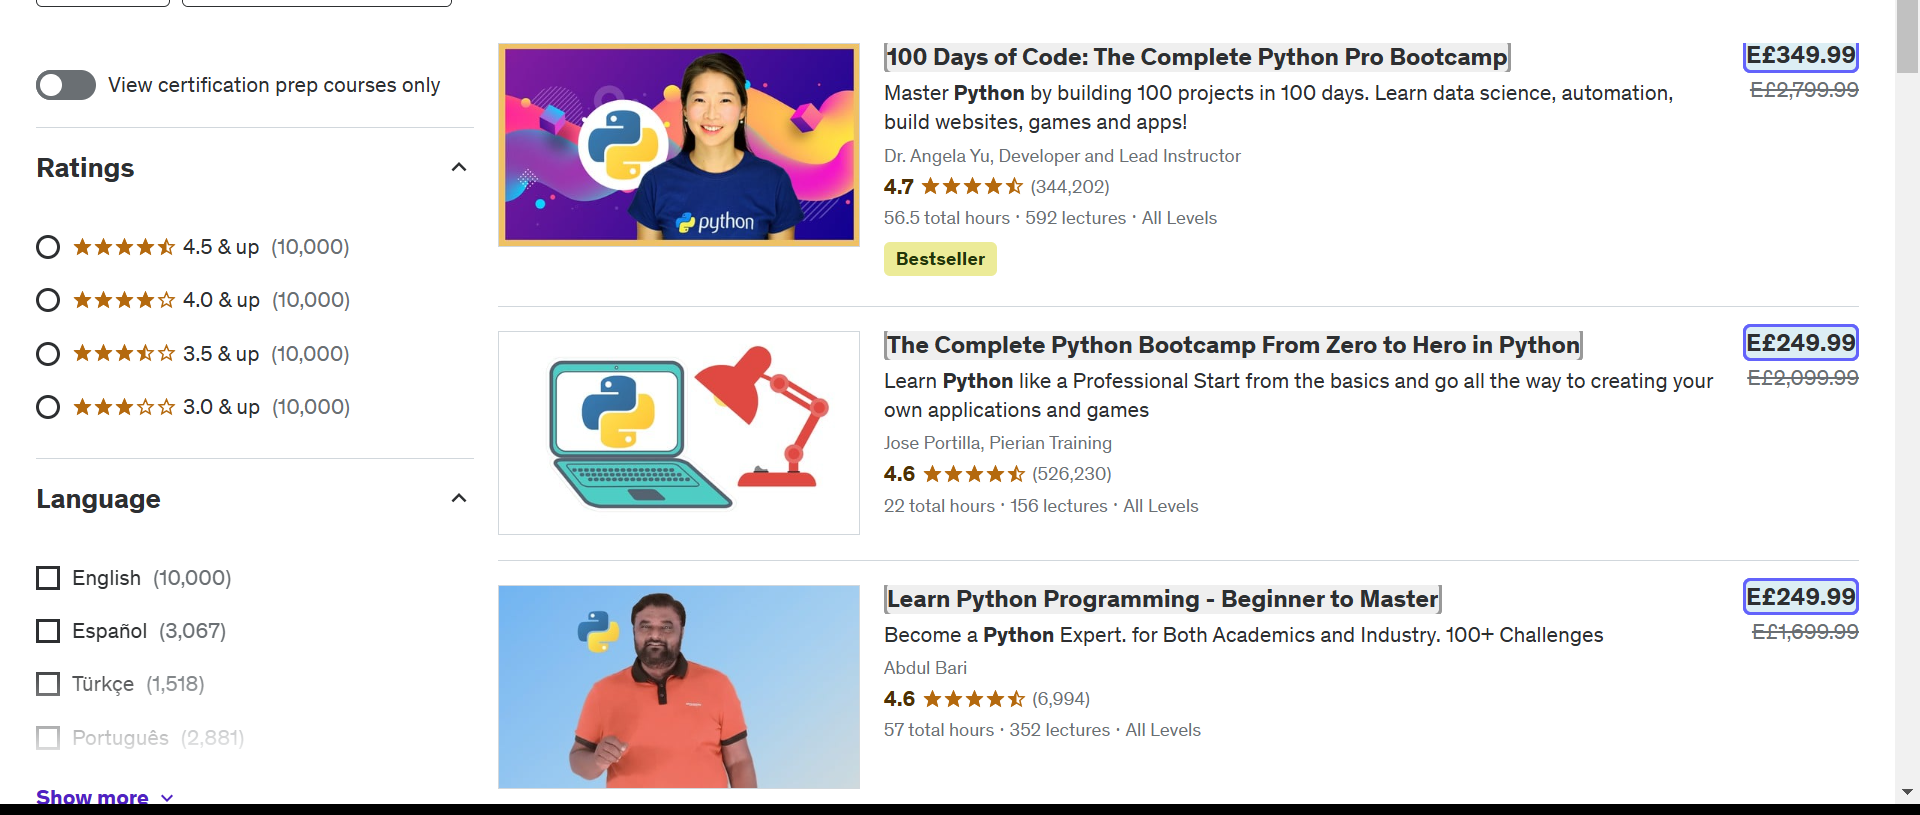 View certification prep courses only
Ratings
4.5 & up (10,000)
4.0 & up (10,000)
3.5 & up (10,000)
3.0 & up (10,000)
Language
English (10,000)
Español (3,067)
Türkçe (1,518)
Português (2,881)
Show more
python
100 Days of Code: The Complete Python Pro Bootcamp
E£349.99
Master Python by building 100 projects in 100 days. Learn data science, automation,
E£2,799.99
build websites, games and apps!
Dr. Angela Yu, Developer and Lead Instructor
4.7 (344,202)
56.5 total hours · 592 lectures · All Levels
Bestseller
The Complete Python Bootcamp From Zero to Hero in Python
E£249.99
Learn Python like a Professional Start from the basics and go all the way to creating your
E£2,099.99
own applications and games
Jose Portilla, Pierian Training
4.6 (526,230)
22 total hours · 156 lectures · All Levels
Learn Python Programming - Beginner to Master
E£249.99
Become a Python Expert. for Both Academics and Industry. 100+ Challenges
E£1,699.99
Abdul Bari
4.6 (6,994)
57 total hours · 352 lectures · All Levels